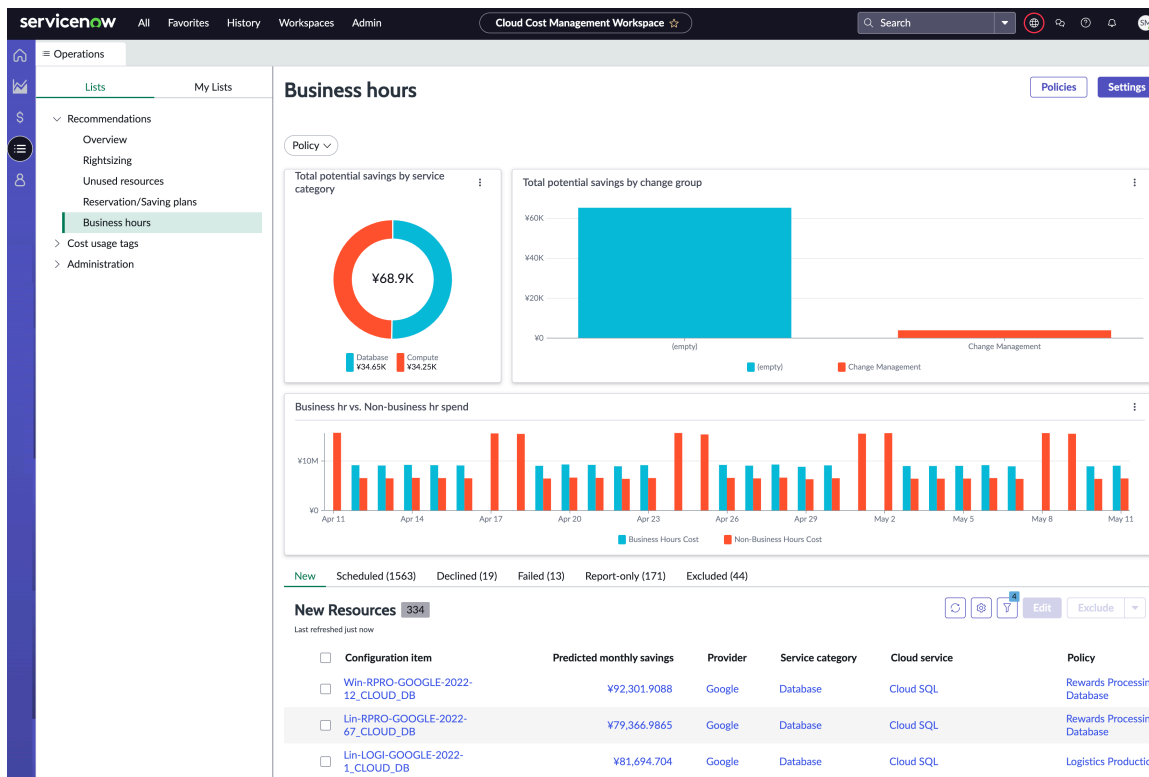 servicenow All Favorites History Workspaces Admin Cloud Cost Management Workspace Search SM
Operations
Lists My Lists
Recommendations
Overview
Rightsizing
Unused resources
Reservation/Saving plans
Business hours
Cost usage tags
Administration
Business hours
Policies Settings
Policy
Total potential savings by service
category
¥68.9K
Database
¥34.65K
Compute
¥34.25K
Total potential savings by change group
¥60K
¥40K
¥20K
¥0
(empty) Change Management
(empty) Change Management
Business hr vs. Non-business hr spend
¥10M
¥0
Apr 11 Apr 14 Apr 17 Apr 20 Apr 23 Apr 26 Apr 29 May 2 May 5 May 8 May 11
Business Hours Cost Non-Business Hours Cost
New Scheduled (1563) Declined (19) Failed (13) Report-only (171) Excluded (44)
New Resources 334
4
Edit Exclude
Last refreshed just now
Configuration item Predicted monthly savings Provider Service category Cloud service Policy
Win-RPRO-GOOGLE-2022-
12_CLOUD_DB
¥92,301.9088 Google Database Cloud SQL
Rewards Processin
Database
Lin-RPRO-GOOGLE-2022-
67_CLOUD_DB
¥79,366.9865 Google Database Cloud SQL
Rewards Processin
Database
Lin-LOGI-GOOGLE-2022-
1_CLOUD_DB
¥81,694.704 Google Database Cloud SQL
Logistics Productio